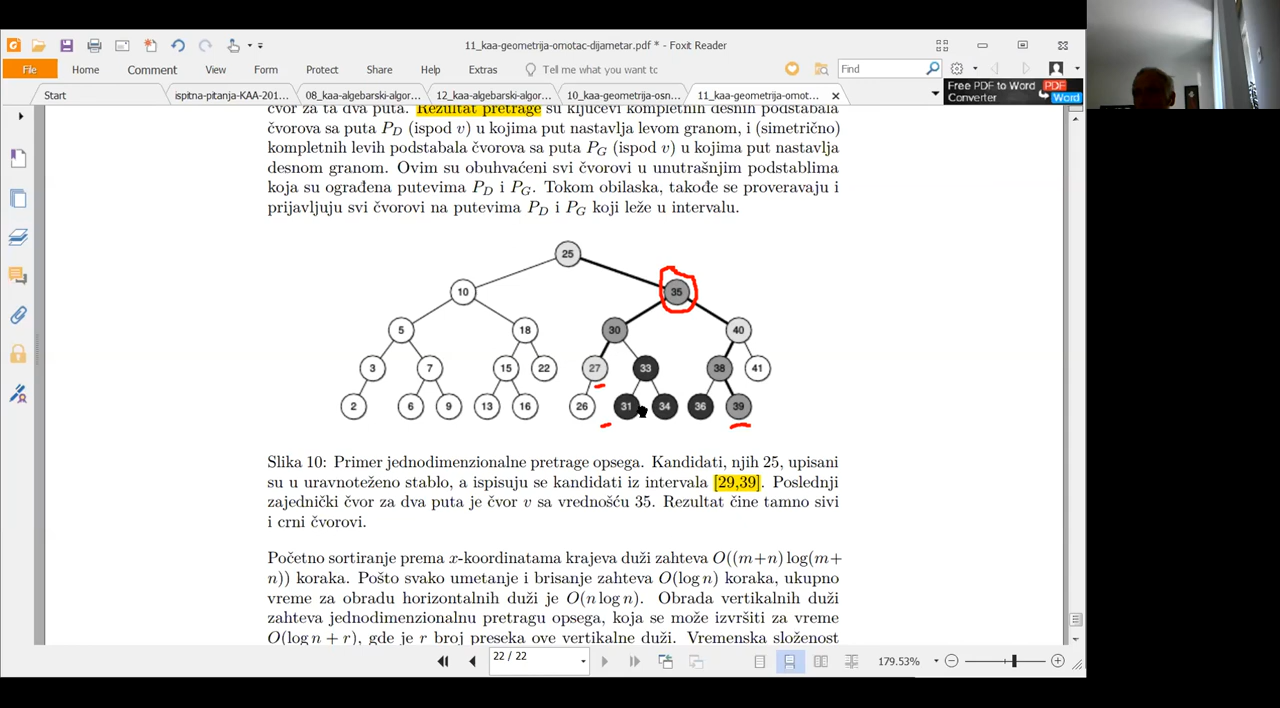 11_kaa-geometrija-omotac-dijametar.pdf * - Foxit Reader
File Home Comment View Form Protect Share Help Extras Tell me what you want tc Find
Free PDF to Word Converter PDF Word
Start ispitna-pitanja-KAA-201... 12_kaa-algebarski-algor... 10_kaa-geometrija-osn... 11_kaa-geometrija-omot...
čvor za ta dva puta. Rezultat pretrage su ključevi kompletnih desnih podstabala
čvorova sa puta P_D (ispod v) u kojima put nastavlja levom granom, i (simetrično)
kompletnih levih podstabala čvorova sa puta P_G (ispod v) u kojima put nastavlja
desnom granom. Ovim su obuhvaćeni svi čvorovi u unutrašnjim podstablima
koja su ograđena putevima P_D i P_G. Tokom obilaska, takođe se proveravaju i
prijavljuju svi čvorovi na putevima P_D i P_G koji leže u intervalu.
25
10 35
5 18 30 40
3 7 15 22 27 33 38 41
2 6 9 13 16 26 31 34 36 39
Slika 10: Primer jednodimenzionalne pretrage opsega. Kandidati, njih 25, upisani
su u uravnoteženo stablo, a ispisuju se kandidati iz intervala [29,39]. Poslednji
zajednički čvor za dva puta je čvor v sa vrednošću 35. Rezultat čine tamno sivi
i crni čvorovi.
Početno sortiranje prema x-koordinatama krajeva duži zahteva O((m+n) log(m+
n)) koraka. Pošto svako umetanje i brisanje zahteva O(log n) koraka, ukupno
vreme za obradu horizontalnih duži je O(n log n). Obrada vertikalnih duži
zahteva jednodimenzionalnu pretragu opsega, koja se može izvršiti za vreme
O(log n + r), gde je r broj preseka ove vertikalne duži. Vremenska složenost
22 / 22 179.53%